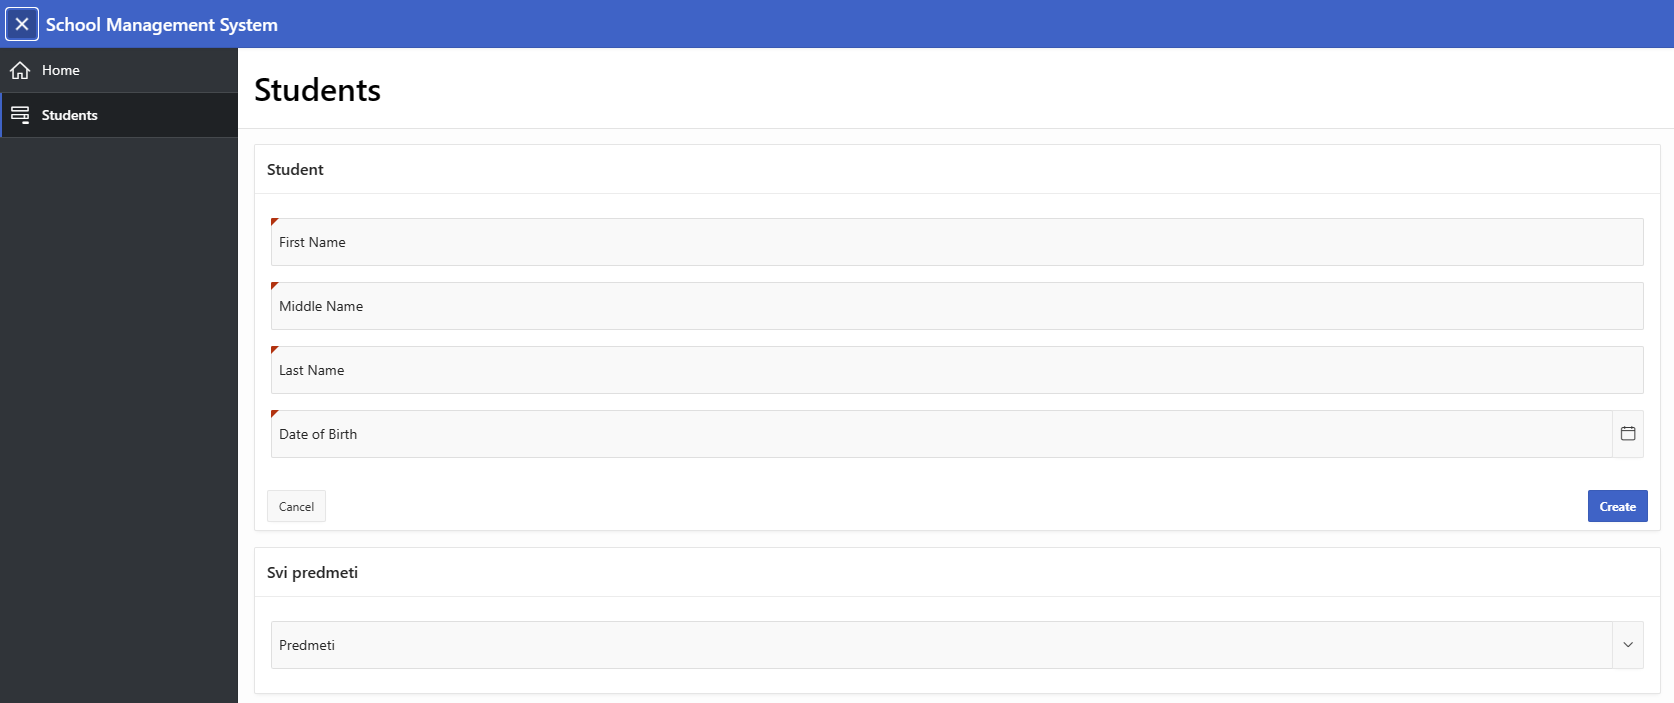 School Management System
Home
Students
Students
Student
First Name
Middle Name
Last Name
Date of Birth
Cancel
Create
Svi predmeti
Predmeti